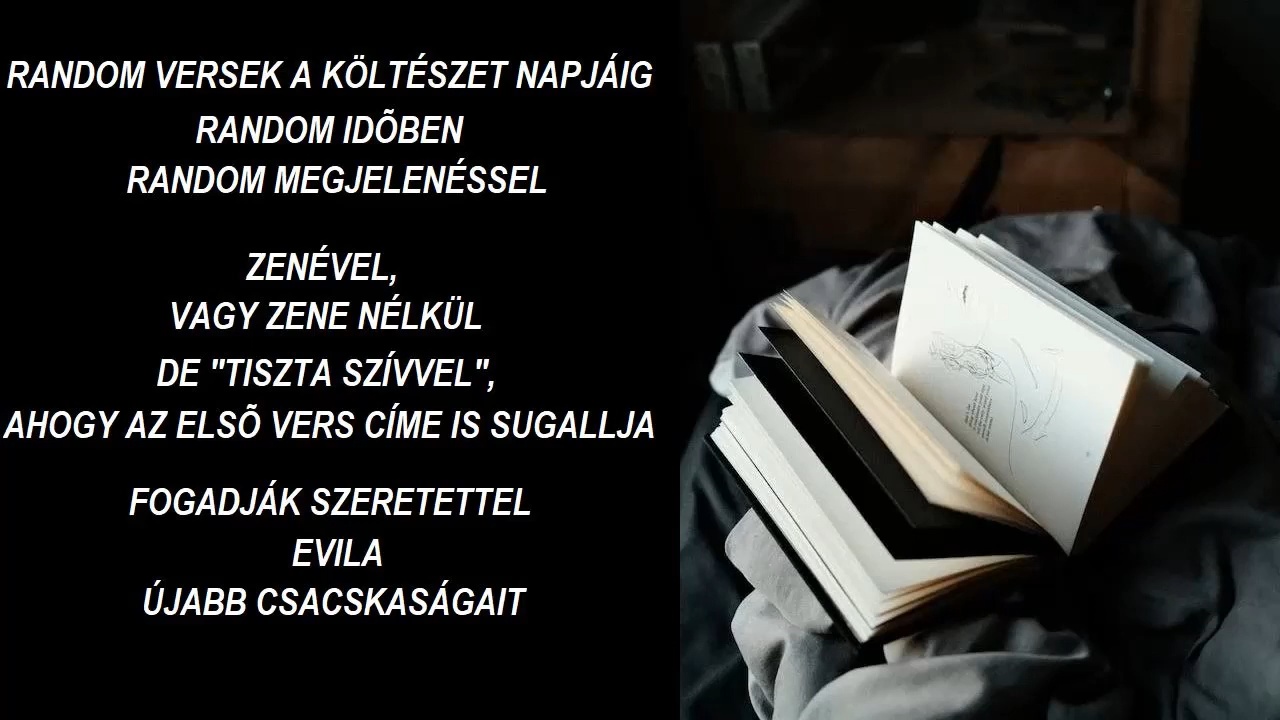 RANDOM VERSEK A KÖLTÉSZET NAPJÁIG
RANDOM IDÕBEN
RANDOM MEGJELENÉSSEL
ZENÉVEL,
VAGY ZENE NÉLKÜL
DE "TISZTA SZÍVVEL",
AHOGY AZ ELSÕ VERS CÍME IS SUGALLJA
FOGADJÁK SZERETETTEL
EVILA
ÚJABB CSACSKASÁGAIT